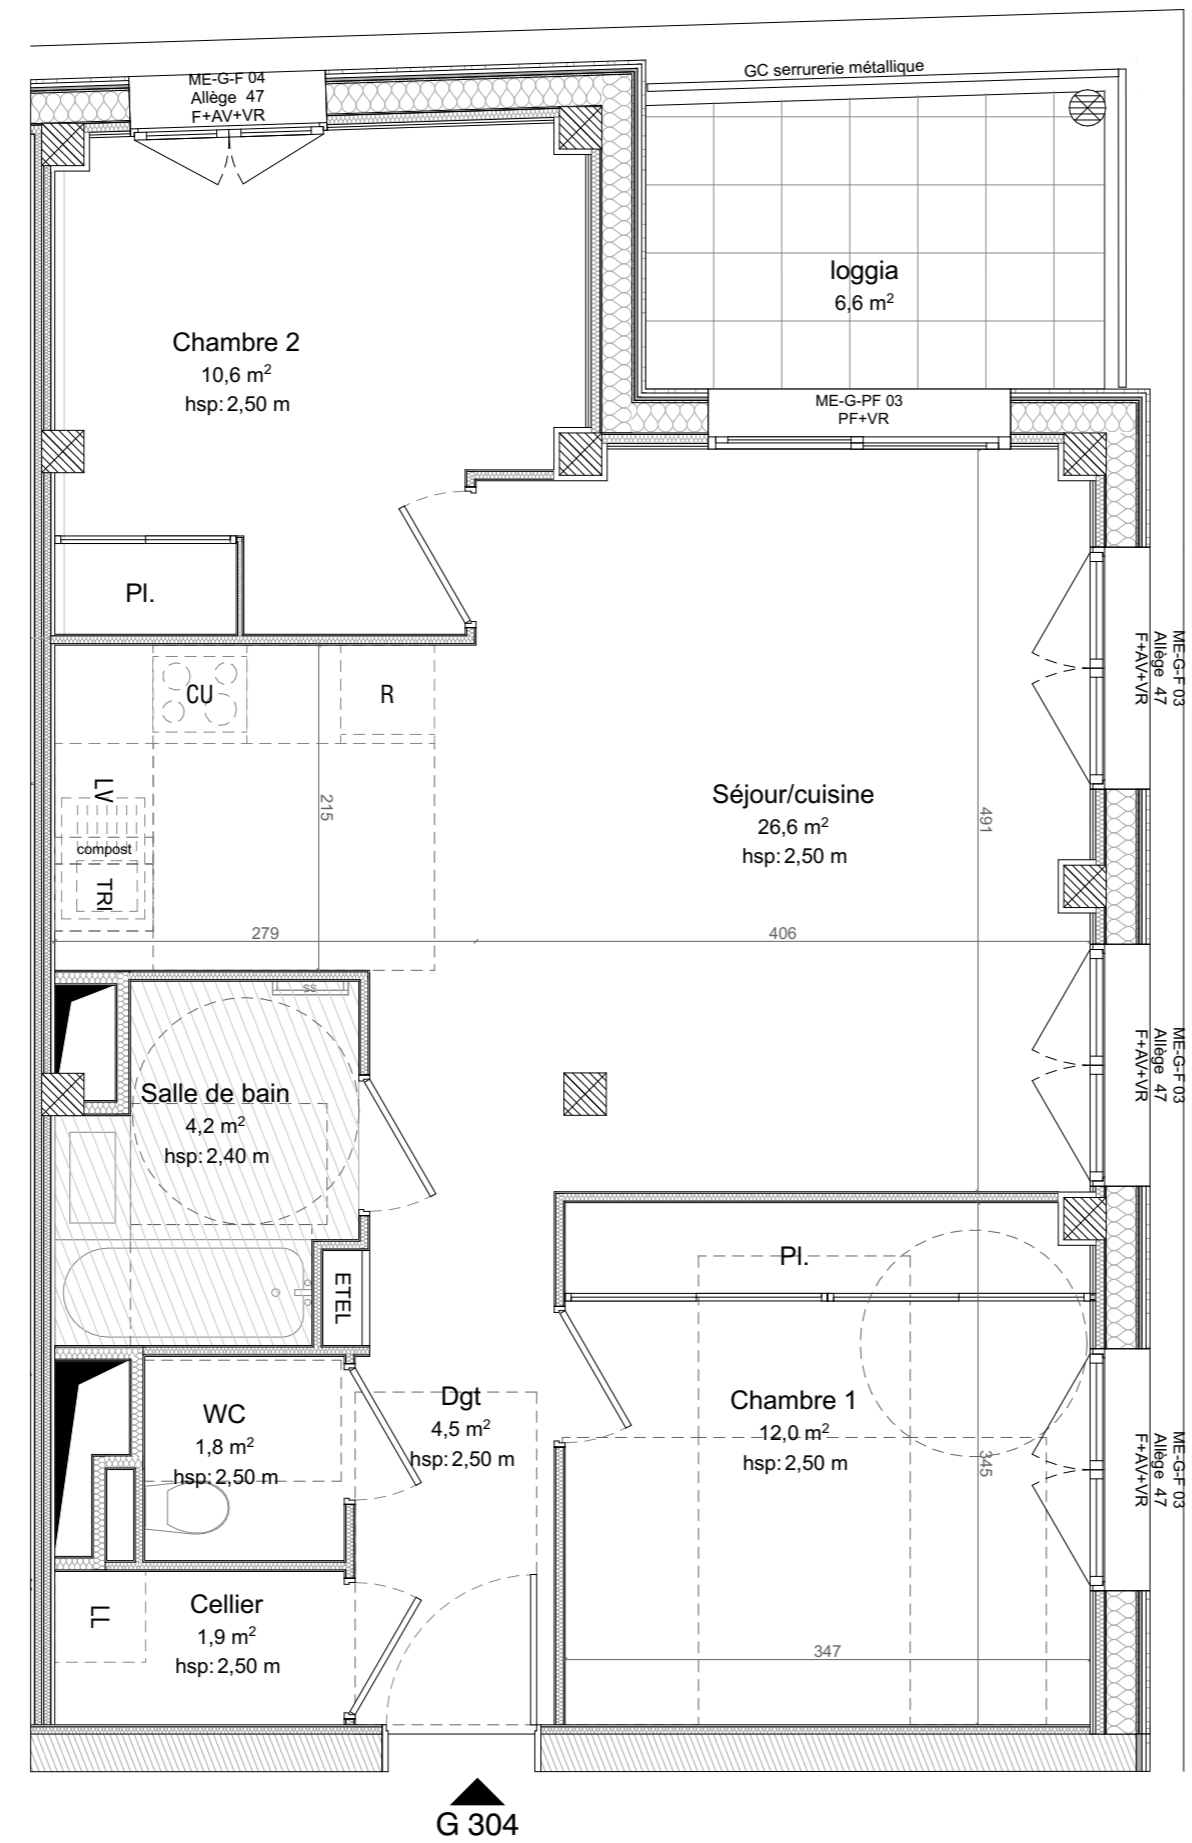 ME-G-F 04
Allège 47
F+AV+VR
GC serrurerie métallique
loggia
6,6 m²
Chambre 2
10,6 m²
hsp: 2,50 m
ME-G-PF 03
PF+VR
Pl.
CU
R
LV
compost
TRI
215
279
Séjour/cuisine
26,6 m²
hsp: 2,50 m
491
406
ME-G-F 03
Allège 47
F+AV+VR
ME-G-F 03
Allège 47
F+AV+VR
ss
Salle de bain
4,2 m²
hsp: 2,40 m
ETEL
Pl.
WC
1,8 m²
hsp: 2,50 m
Dgt
4,5 m²
hsp: 2,50 m
Chambre 1
12,0 m²
hsp: 2,50 m
345
347
ME-G-F 03
Allège 47
F+AV+VR
LL
Cellier
1,9 m²
hsp: 2,50 m
G 304